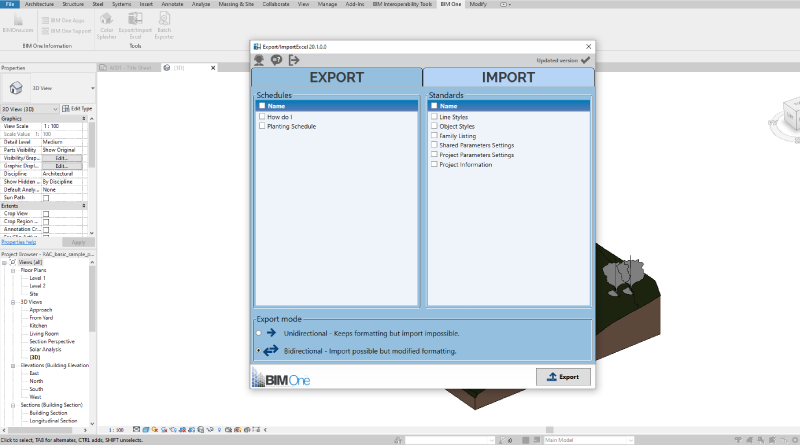 File Architecture Structure Steel Systems Insert Annotate Analyze Massing & Site Collaborate View Manage Add-Ins BIM Interoperability Tools BIM One Modify
BIMOne.com
BIM One Apps
BIM One Support
Color Splasher
Export/Import Excel
Batch Exporter
BIM One Information
Tools
Properties
3D View
3D View (3D)
Edit Type
Graphics
View Scale 1 : 100
Scale Value 1: 100
Detail Level Medium
Parts Visibility Show Original
Visibility/Grap... Edit...
Graphic Displ... Edit...
Discipline Architectural
Show Hidden ... By Discipline
Default Analy... None
Sun Path
Extents
Crop View
Crop Region ...
Annotation Cr...
Properties help
Apply
Project Browser - RAC_basic_sample_...
Views (all)
Floor Plans
Level 1
Level 2
Site
3D Views
Approach
From Yard
Kitchen
Living Room
Section Perspective
Solar Analysis
(3D)
Elevations (Building Elevation
East
North
South
West
Sections (Building Section)
Building Section
Longitudinal Section
(3D)
Export/ImportExcel 20.1.0.0
Updated version
EXPORT
IMPORT
Schedules
Name
How do I
Planting Schedule
Standards
Name
Line Styles
Object Styles
Family Listing
Shared Parameters Settings
Project Parameters Settings
Project Information
Export mode
Unidirectional - Keeps formatting but import impossible.
Bidirectional - Import possible but modified formatting.
BIM One
Export
1 : 100
Click to select, TAB for alternates, CTRL adds, SHIFT unselects.
:0
Main Model